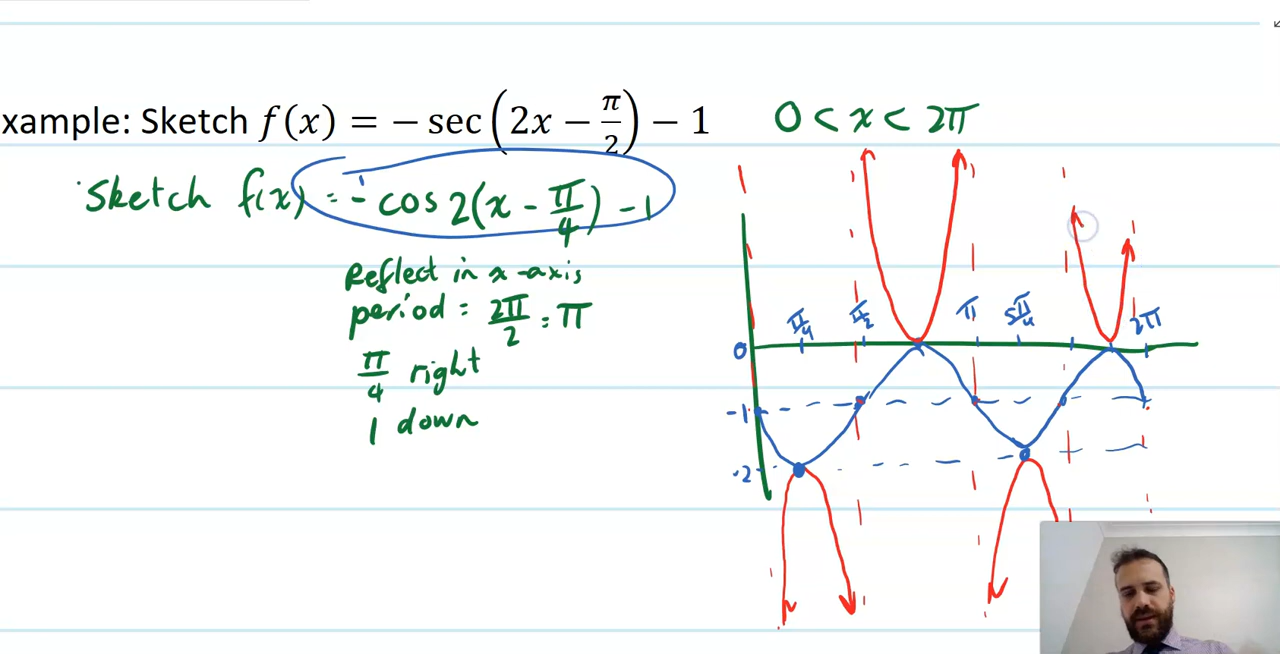 xample: Sketch f(x) = − sec(2x − π/2) − 1
0 < x < 2π
Sketch f(x) = - cos 2(x - π/4) - 1
Reflect in x-axis
period = 2π/2 = π
π/4 right
1 down
π/4 π/2 π 5π/4 2π
0
-1
-2